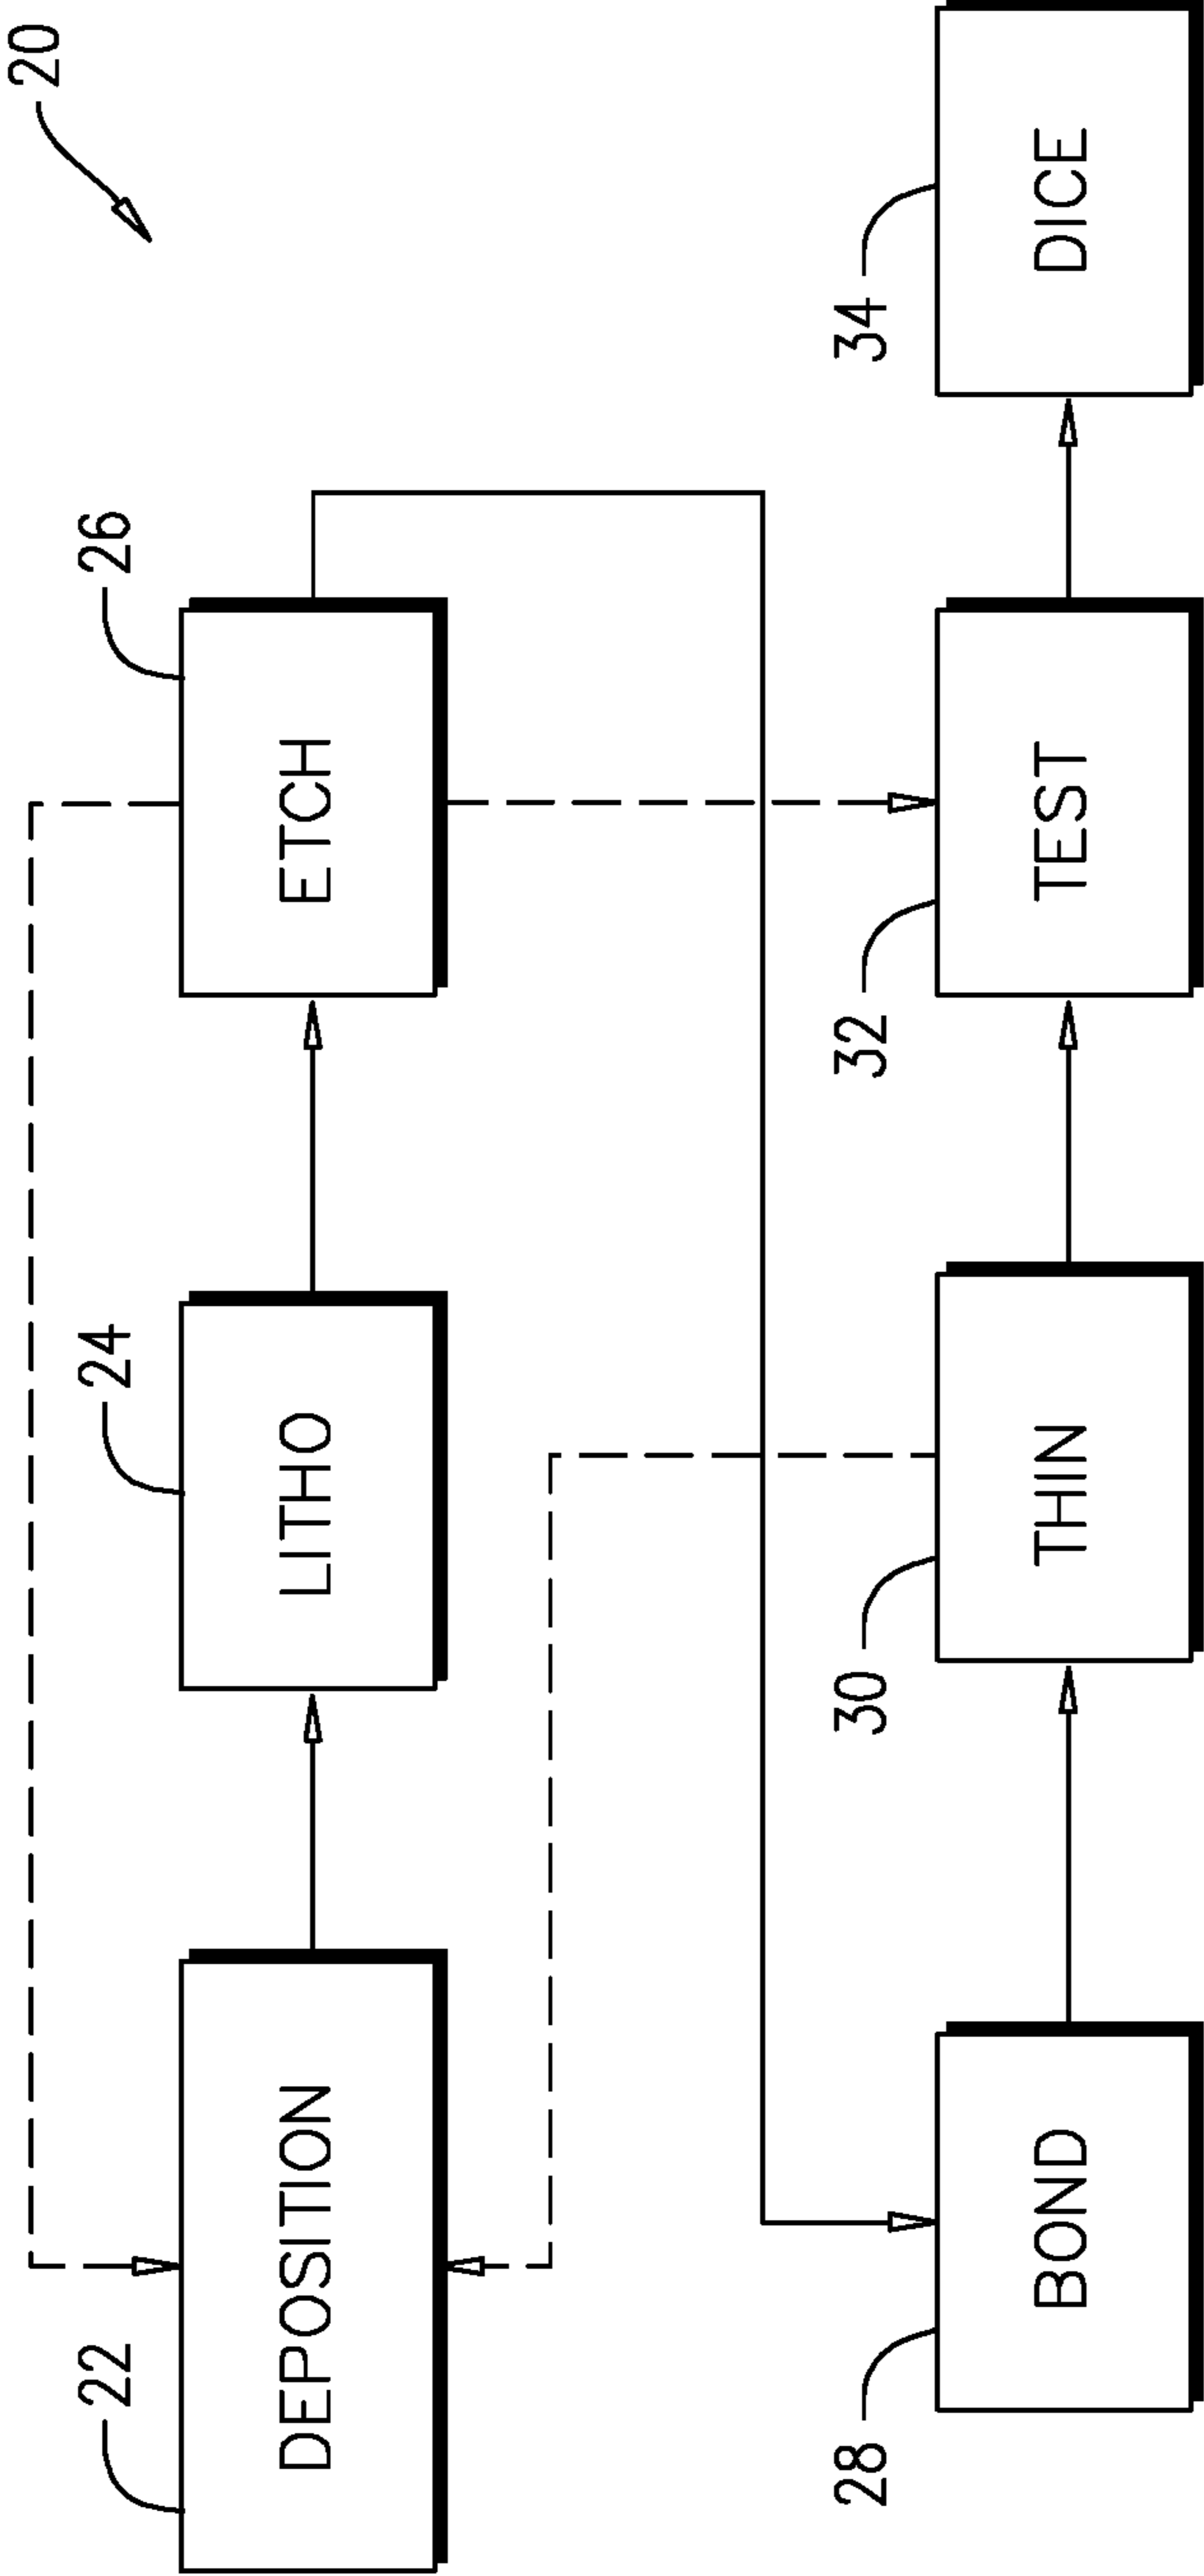 20
22
DEPOSITION
24
LITHO
26
ETCH
28
BOND
30
THIN
32
TEST
34
DICE